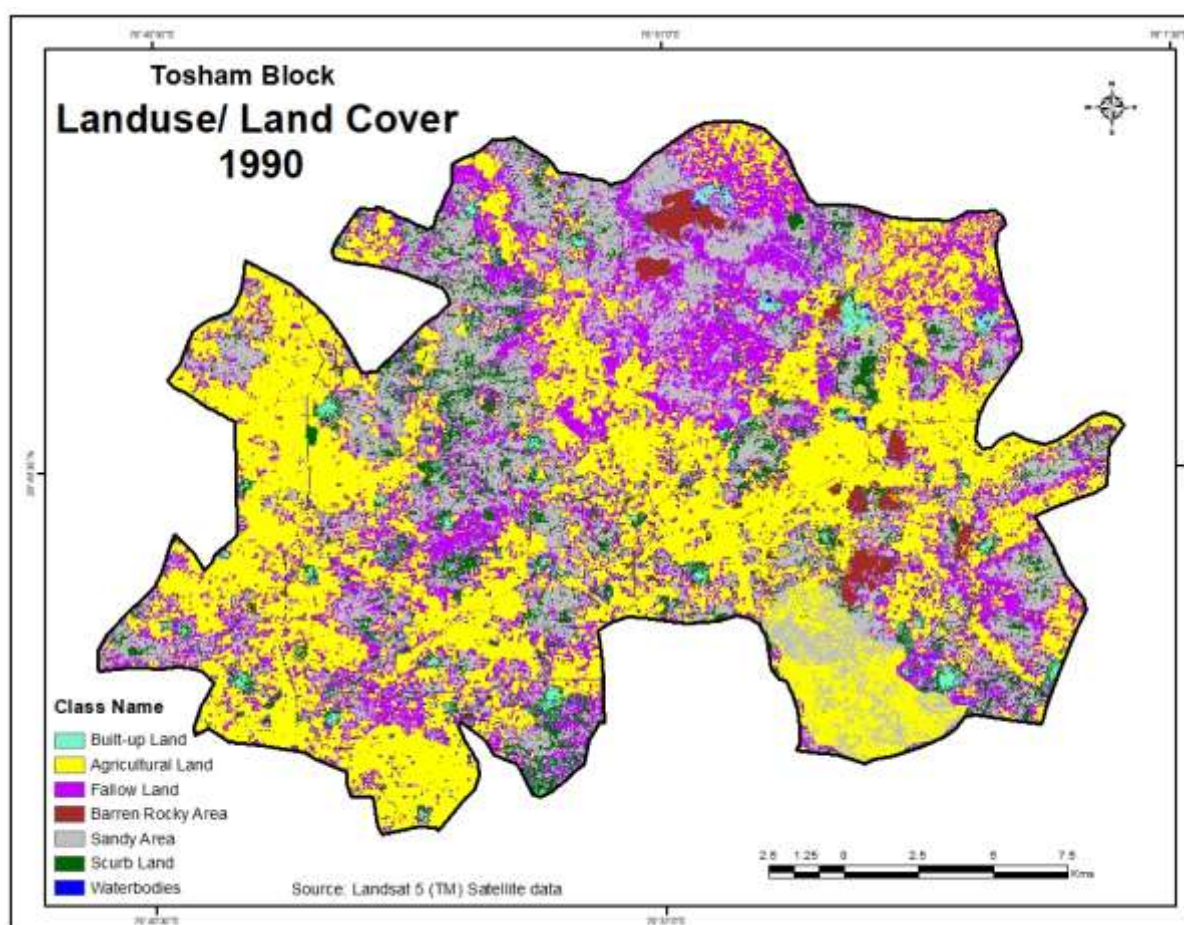 Tosham Block
Landuse/ Land Cover
1990
Class Name
Built-up Land
Agricultural Land
Fallow Land
Barren Rocky Area
Sandy Area
Scurb Land
Waterbodies
Source: Landsat 5 (TM) Satellite data
2.5 1.25 0 2.5 5 7.5
Kms